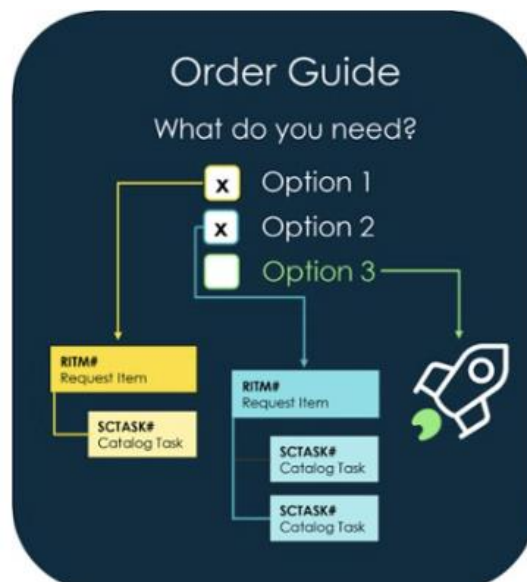 Order Guide
What do you need?
x Option 1
x Option 2
Option 3
RITM#
Request Item
SCTASK#
Catalog Task
RITM#
Request Item
SCTASK#
Catalog Task
SCTASK#
Catalog Task